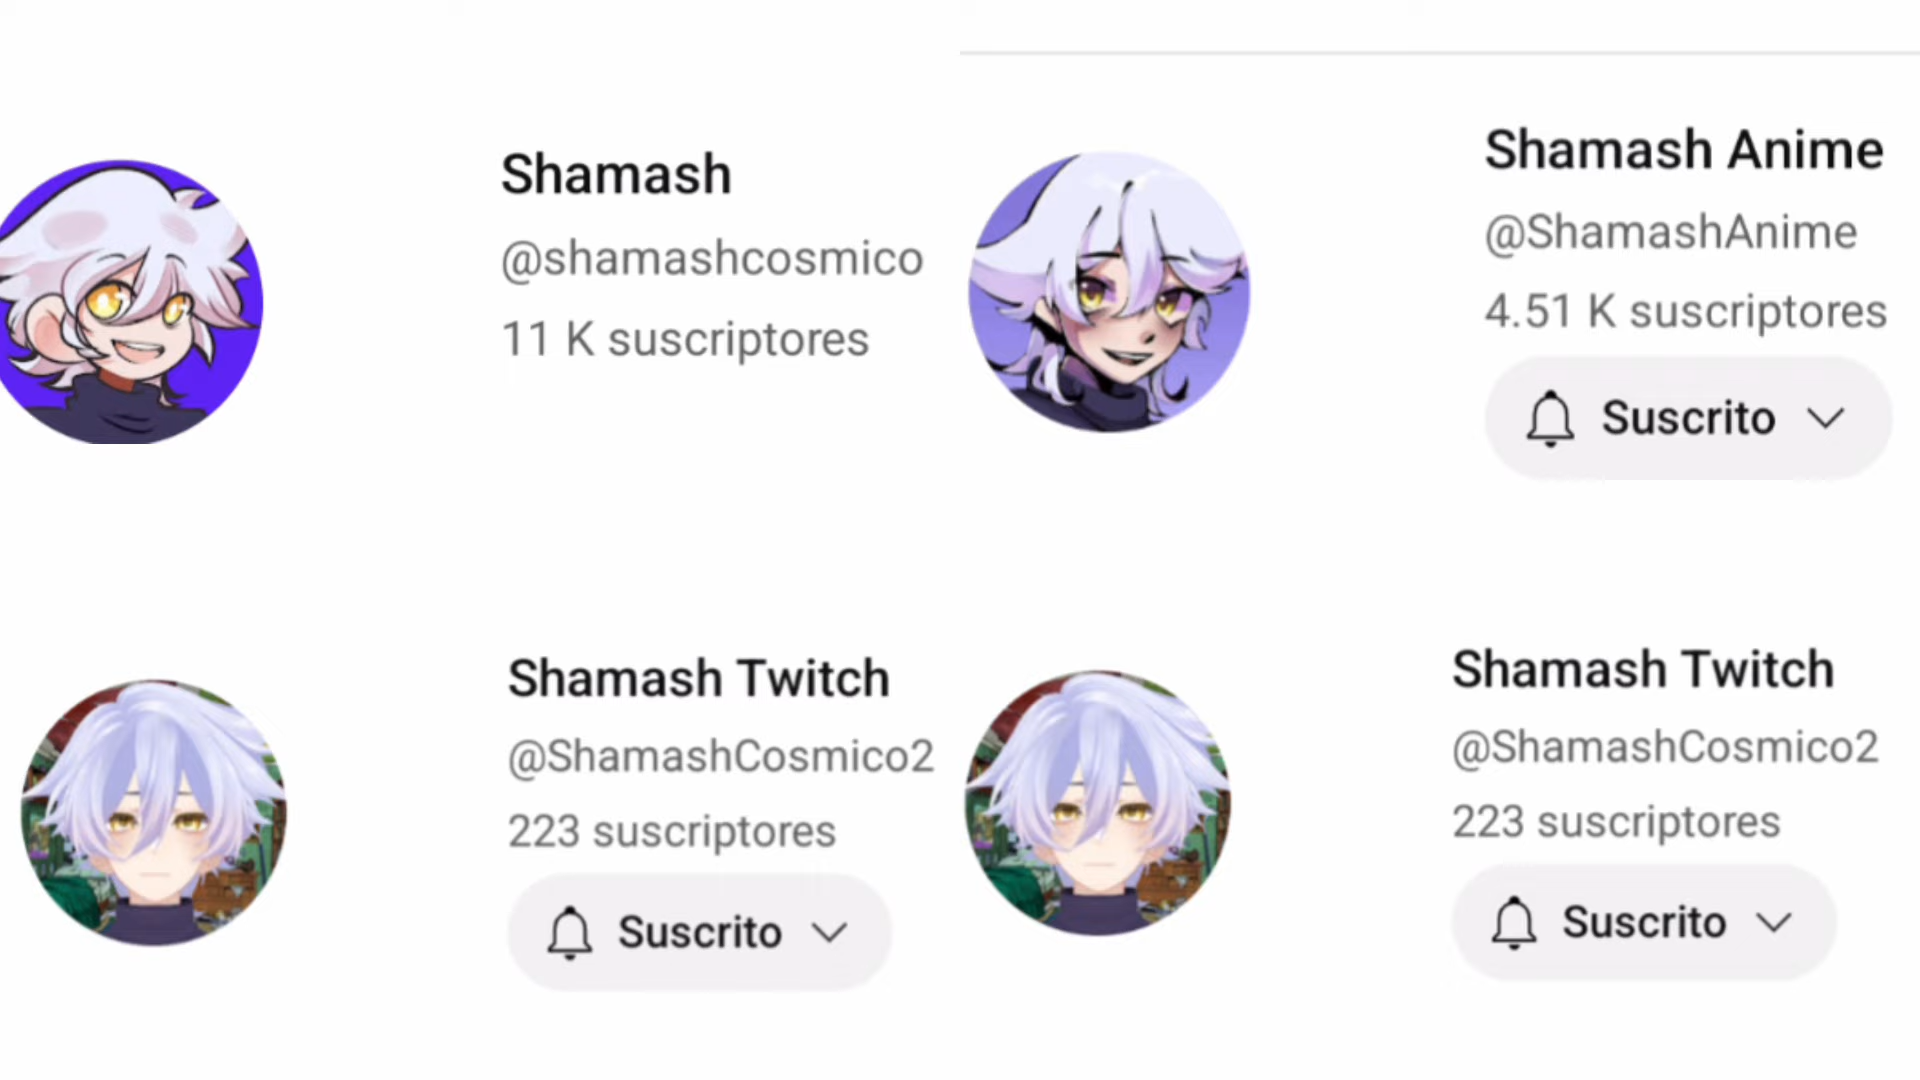 Shamash
@shamashcosmico
11 K suscriptores
Shamash Anime
@ShamashAnime
4.51 K suscriptores
Suscrito
Shamash Twitch
@ShamashCosmico2
223 suscriptores
Suscrito
Shamash Twitch
@ShamashCosmico2
223 suscriptores
Suscrito